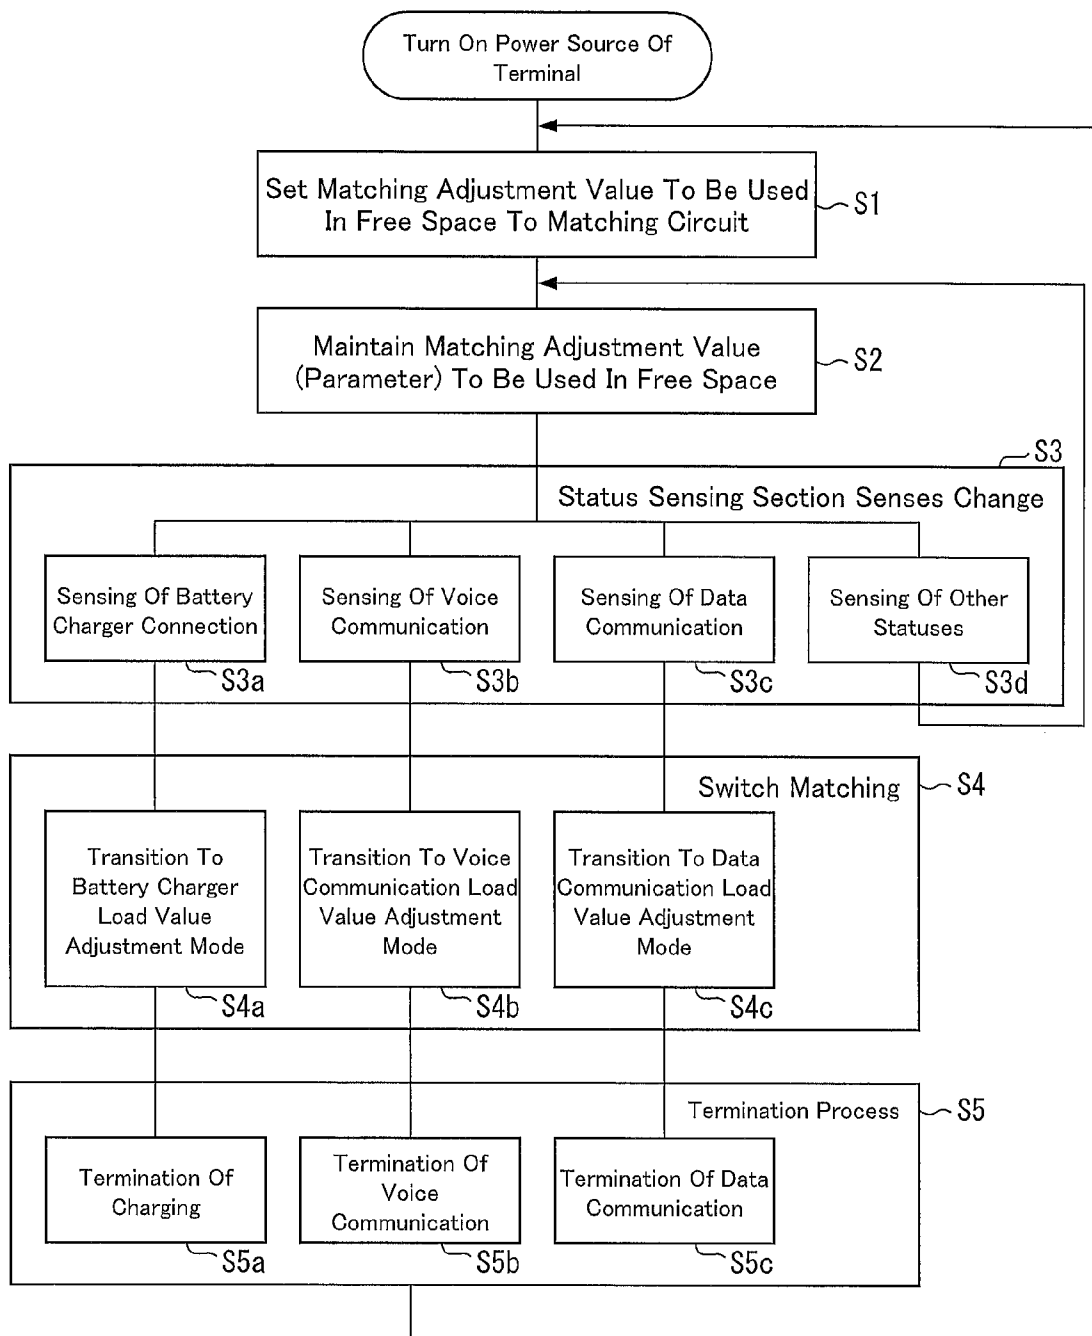 Turn On Power Source Of
Terminal
Set Matching Adjustment Value To Be Used
In Free Space To Matching Circuit
S1
Maintain Matching Adjustment Value
(Parameter) To Be Used In Free Space
S2
S3
Status Sensing Section Senses Change
Sensing Of Battery
Charger Connection
S3a
Sensing Of Voice
Communication
S3b
Sensing Of Data
Communication
S3c
Sensing Of Other
Statuses
S3d
Switch Matching
S4
Transition To
Battery Charger
Load Value
Adjustment Mode
S4a
Transition To Voice
Communication Load
Value Adjustment
Mode
S4b
Transition To Data
Communication Load
Value Adjustment
Mode
S4c
Termination Process
S5
Termination Of
Charging
S5a
Termination Of
Voice
Communication
S5b
Termination Of Data
Communication
S5c